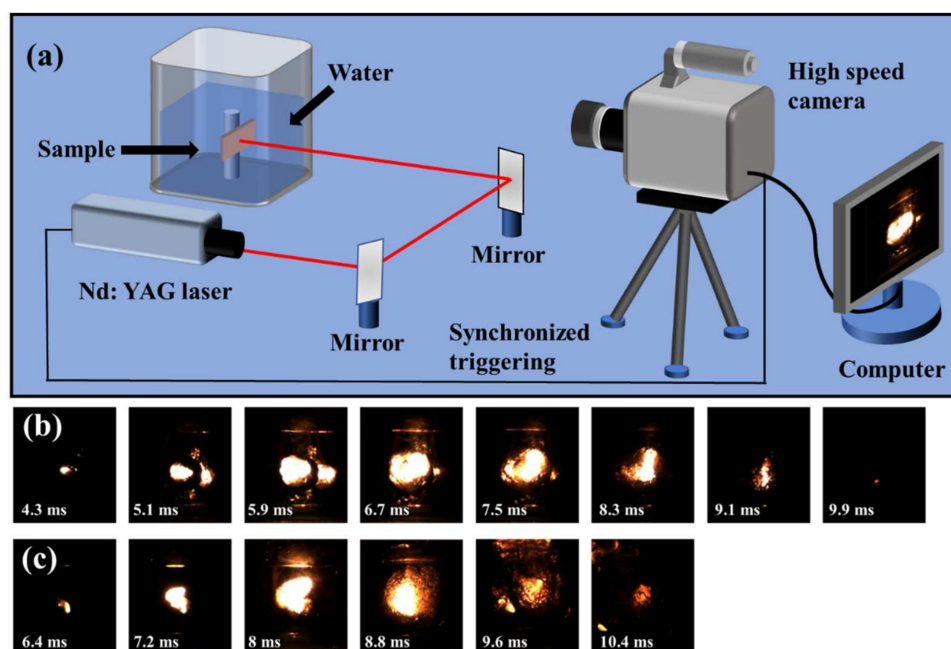 (a)
Water
Sample
High speed
camera
Nd: YAG laser
Mirror
Mirror
Synchronized
triggering
Computer
(b)
4.3 ms
5.1 ms
5.9 ms
6.7 ms
7.5 ms
8.3 ms
9.1 ms
9.9 ms
(c)
6.4 ms
7.2 ms
8 ms
8.8 ms
9.6 ms
10.4 ms